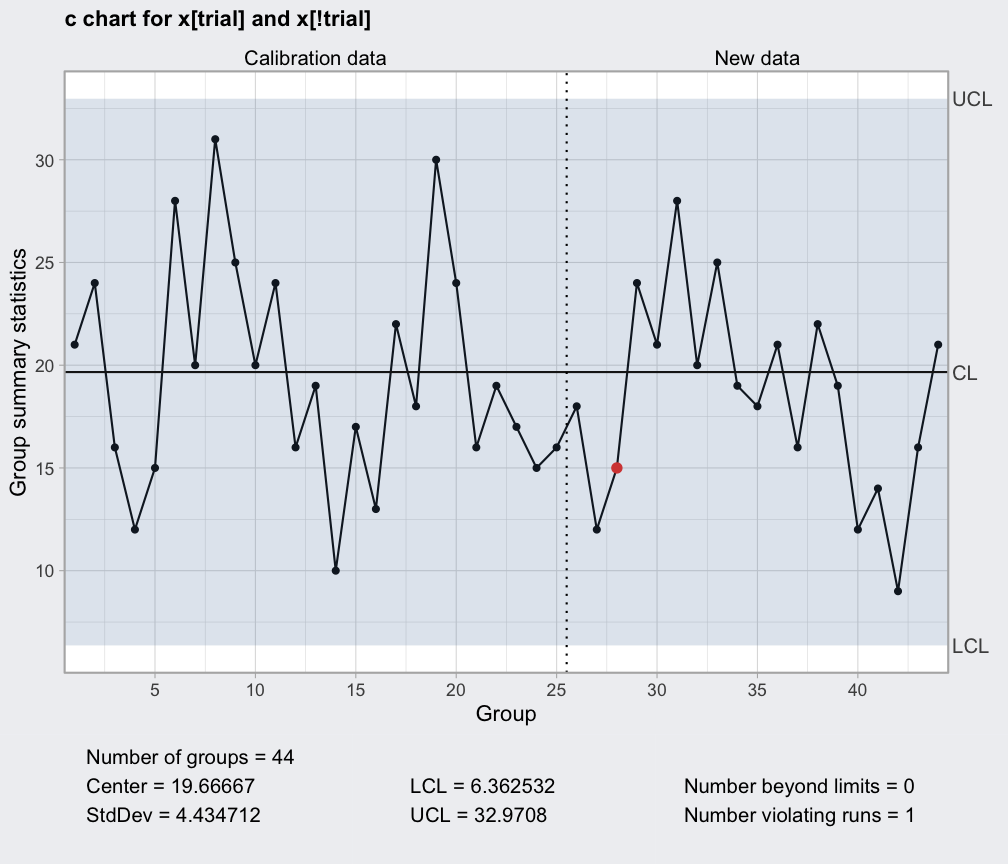 c chart for x[trial] and x[!trial]
Calibration data New data
UCL
30
25
20
CL
15
10
LCL
Group summary statistics
5 10 15 20 25 30 35 40
Group
Number of groups = 44
Center = 19.66667 LCL = 6.362532 Number beyond limits = 0
StdDev = 4.434712 UCL = 32.9708 Number violating runs = 1